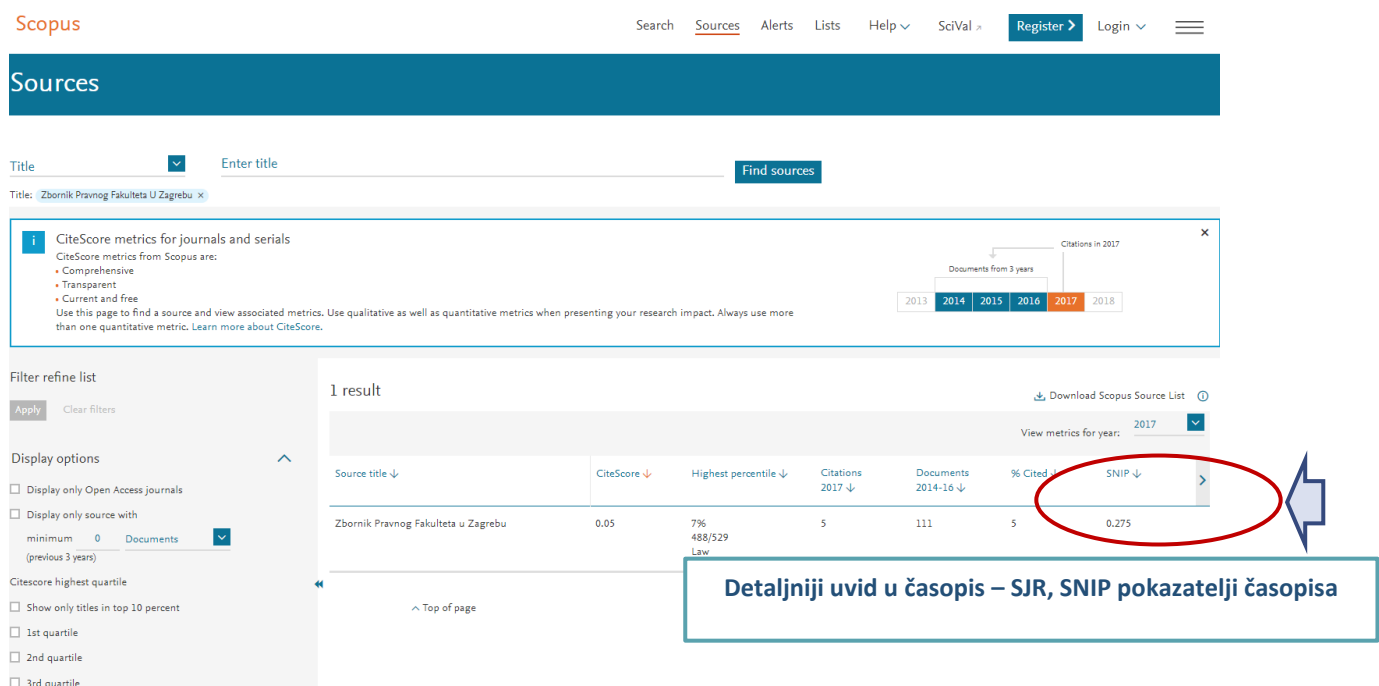 Scopus
Search Sources Alerts Lists Help SciVal Register Login
Sources
Title Enter title Find sources
Title: Zbornik Pravnog Fakulteta U Zagrebu ×
i CiteScore metrics for journals and serials ×
CiteScore metrics from Scopus are:
• Comprehensive
• Transparent
• Current and free
Use this page to find a source and view associated metrics. Use qualitative as well as quantitative metrics when presenting your research impact. Always use more
than one quantitative metric. Learn more about CiteScore.
Citations in 2017
Documents from 3 years
2013 2014 2015 2016 2017 2018
Filter refine list
Apply Clear filters
Display options
Display only Open Access journals
Display only source with
minimum 0 Documents
(previous 3 years)
Citescore highest quartile
Show only titles in top 10 percent
1st quartile
2nd quartile
3rd quartile
1 result
Download Scopus Source List
View metrics for year: 2017
Source title CiteScore Highest percentile Citations 2017 Documents 2014-16 % Cited SNIP
Zbornik Pravnog Fakulteta u Zagrebu 0.05 7% 5 111 5 0.275
488/529
Law
Top of page
Detaljniji uvid u časopis – SJR, SNIP pokazatelji časopisa